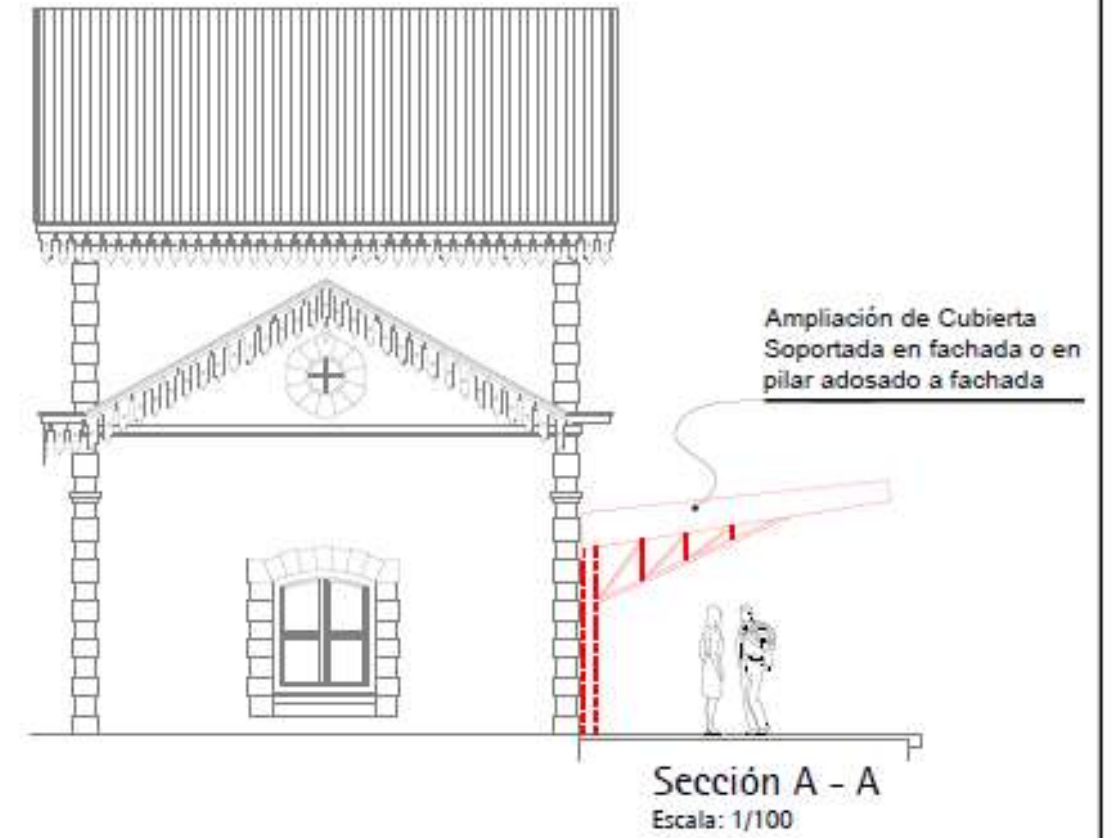 Ampliación de Cubierta
Soportada en fachada o en
pilar adosado a fachada
Sección A - A
Escala: 1/100